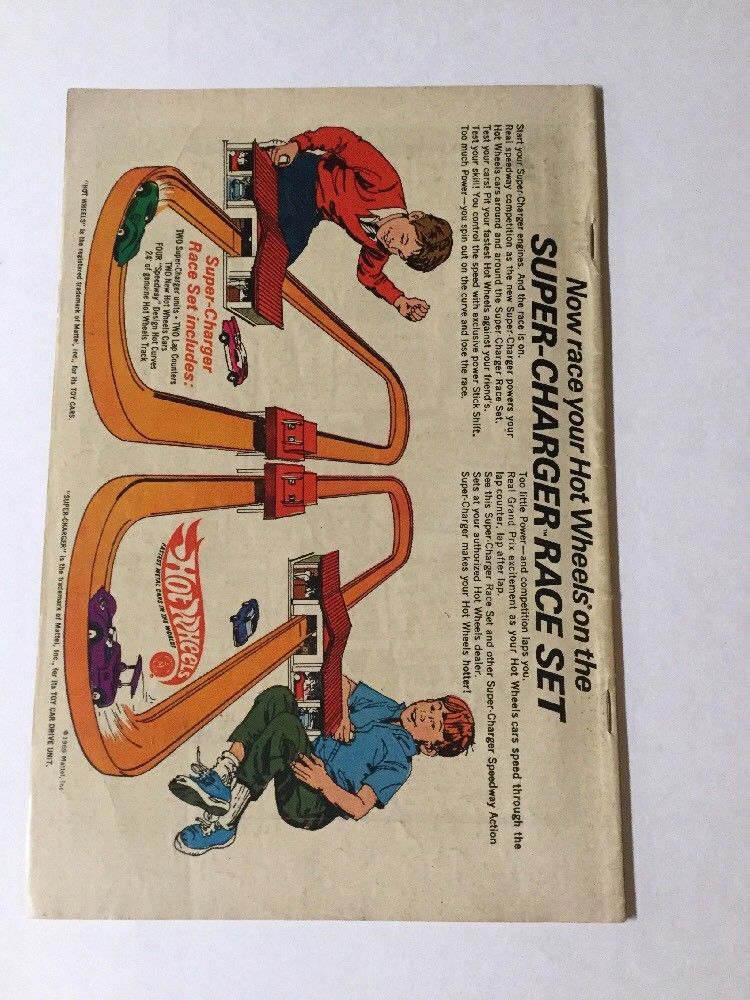 Now race your Hot Wheels® on the
SUPER-CHARGER RACE SET
Start your Super-Charger engines. And the race is on.
Real speedway competition as the new Super-Charger powers your
Hot Wheels cars around and around the Super-Charger Race Set.
Test your cars! Pit your fastest Hot Wheels against your friend's.
Test your skill! You control the speed with exclusive power Stick Shift.
Too much Power—you spin out on the curve and lose the race.
Too little Power—and competition laps you.
Real Grand Prix excitement as your Hot Wheels cars speed through the
lap counter, lap after lap.
See this Super-Charger Race Set and other Super-Charger Speedway Action
Sets at your authorized Hot Wheels dealer.
Super-Charger makes your Hot Wheels hotter!
Super-Charger
Race Set includes:
TWO Super-Charger units • TWO Lap Counters
TWO New Hot Wheels Cars
FOUR "Speedway" Design Hot Curves
24' of genuine Hot Wheels Track
HOT WHEELS
FASTEST METAL CARS IN THE WORLD!
"HOT WHEELS" is the registered trademark of Mattel, Inc., for its TOY CARS.
"SUPER-CHARGER" is the trademark of Mattel, Inc., for its TOY CAR DRIVE UNIT.
©1969 Mattel, Inc